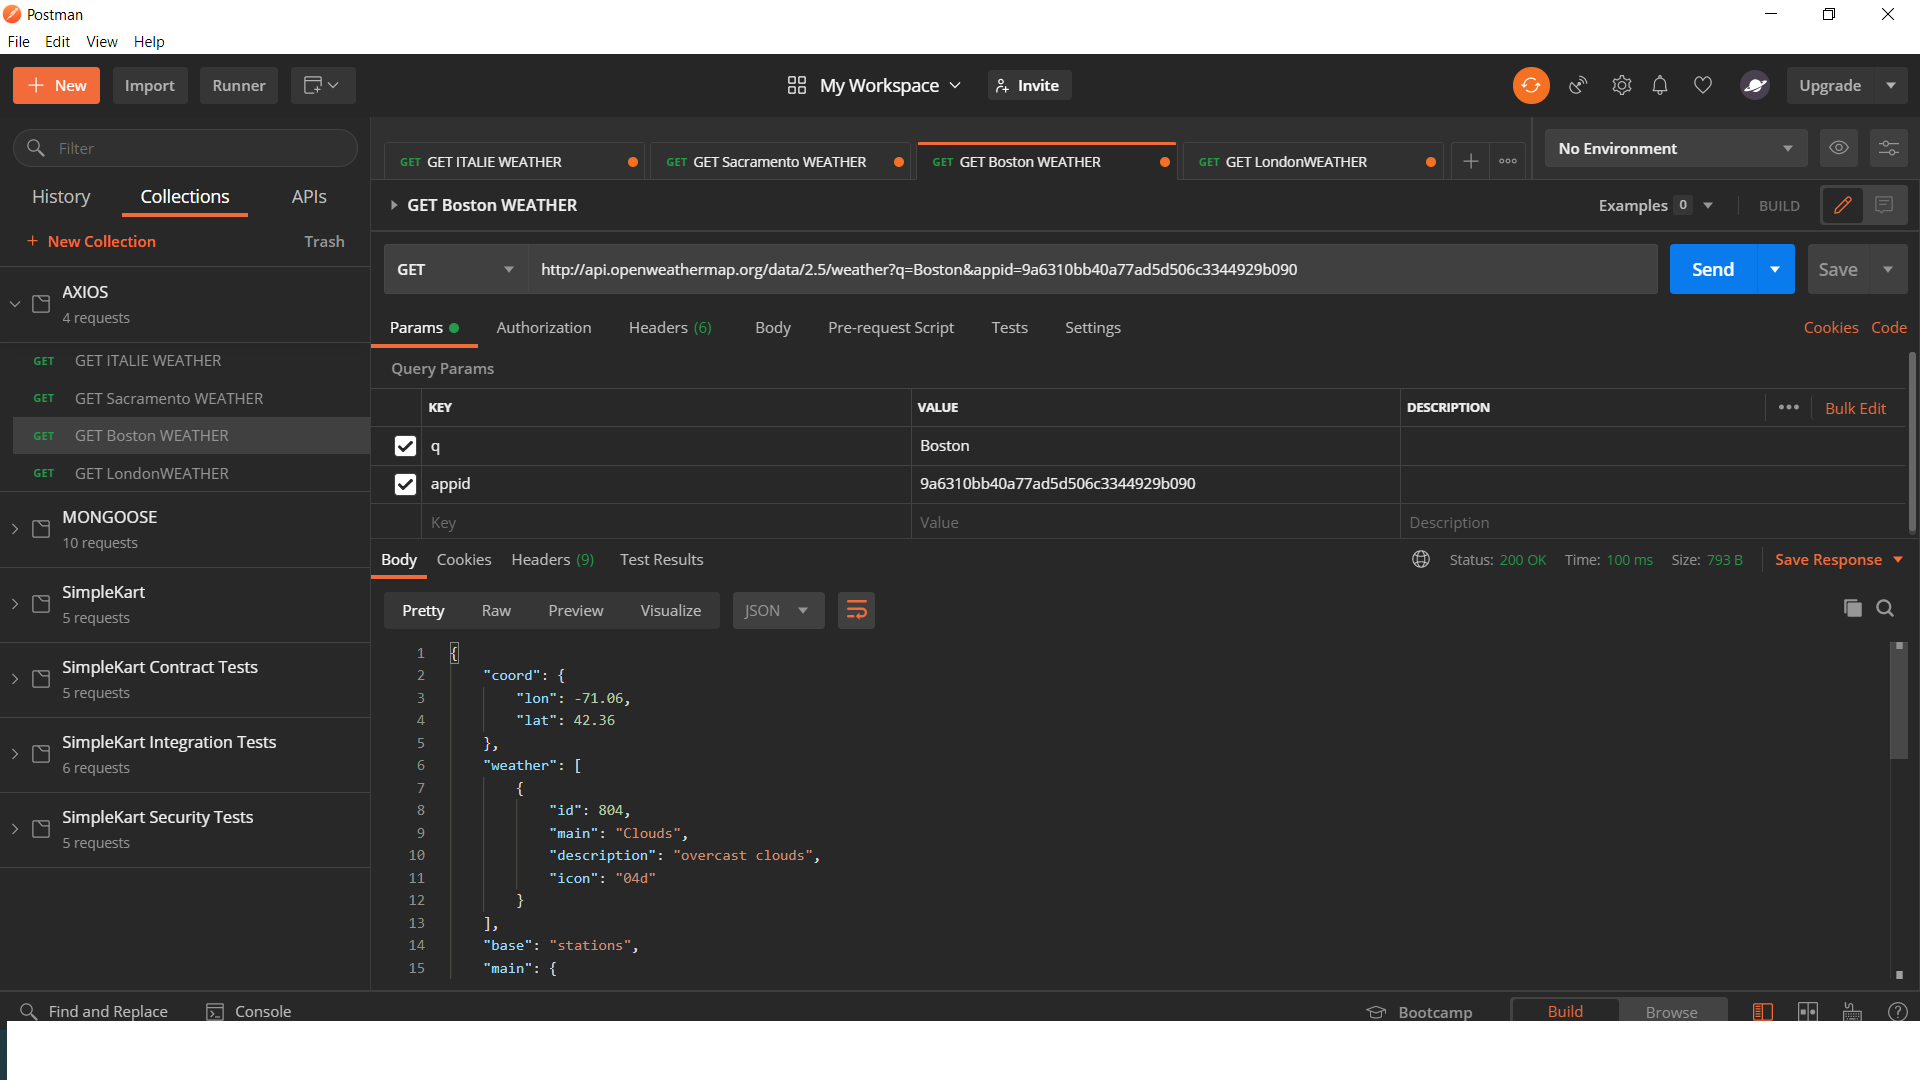 Postman
File Edit View Help
+ New Import Runner
My Workspace Invite
Upgrade
Filter
History Collections APIs
+ New Collection Trash
AXIOS
4 requests
GET GET ITALIE WEATHER
GET GET Sacramento WEATHER
GET GET Boston WEATHER
GET GET LondonWEATHER
MONGOOSE
10 requests
SimpleKart
5 requests
SimpleKart Contract Tests
5 requests
SimpleKart Integration Tests
6 requests
SimpleKart Security Tests
5 requests
GET GET ITALIE WEATHER GET GET Sacramento WEATHER GET GET Boston WEATHER GET GET LondonWEATHER
No Environment
GET Boston WEATHER Examples 0 BUILD
GET http://api.openweathermap.org/data/2.5/weather?q=Boston&appid=9a6310bb40a77ad5d506c3344929b090 Send Save
Params Authorization Headers (6) Body Pre-request Script Tests Settings Cookies Code
Query Params
KEY VALUE DESCRIPTION Bulk Edit
q Boston
appid 9a6310bb40a77ad5d506c3344929b090
Key Value Description
Body Cookies Headers (9) Test Results Status: 200 OK Time: 100 ms Size: 793 B Save Response
Pretty Raw Preview Visualize JSON
1 {
2 "coord": {
3 "lon": -71.06,
4 "lat": 42.36
5 },
6 "weather": [
7 {
8 "id": 804,
9 "main": "Clouds",
10 "description": "overcast clouds",
11 "icon": "04d"
12 }
13 ],
14 "base": "stations",
15 "main": {
Find and Replace Console Bootcamp Build Browse